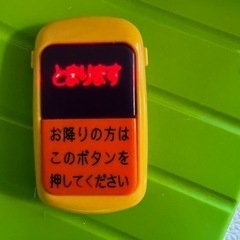 とまります
お降りの方は
このボタンを
押してください